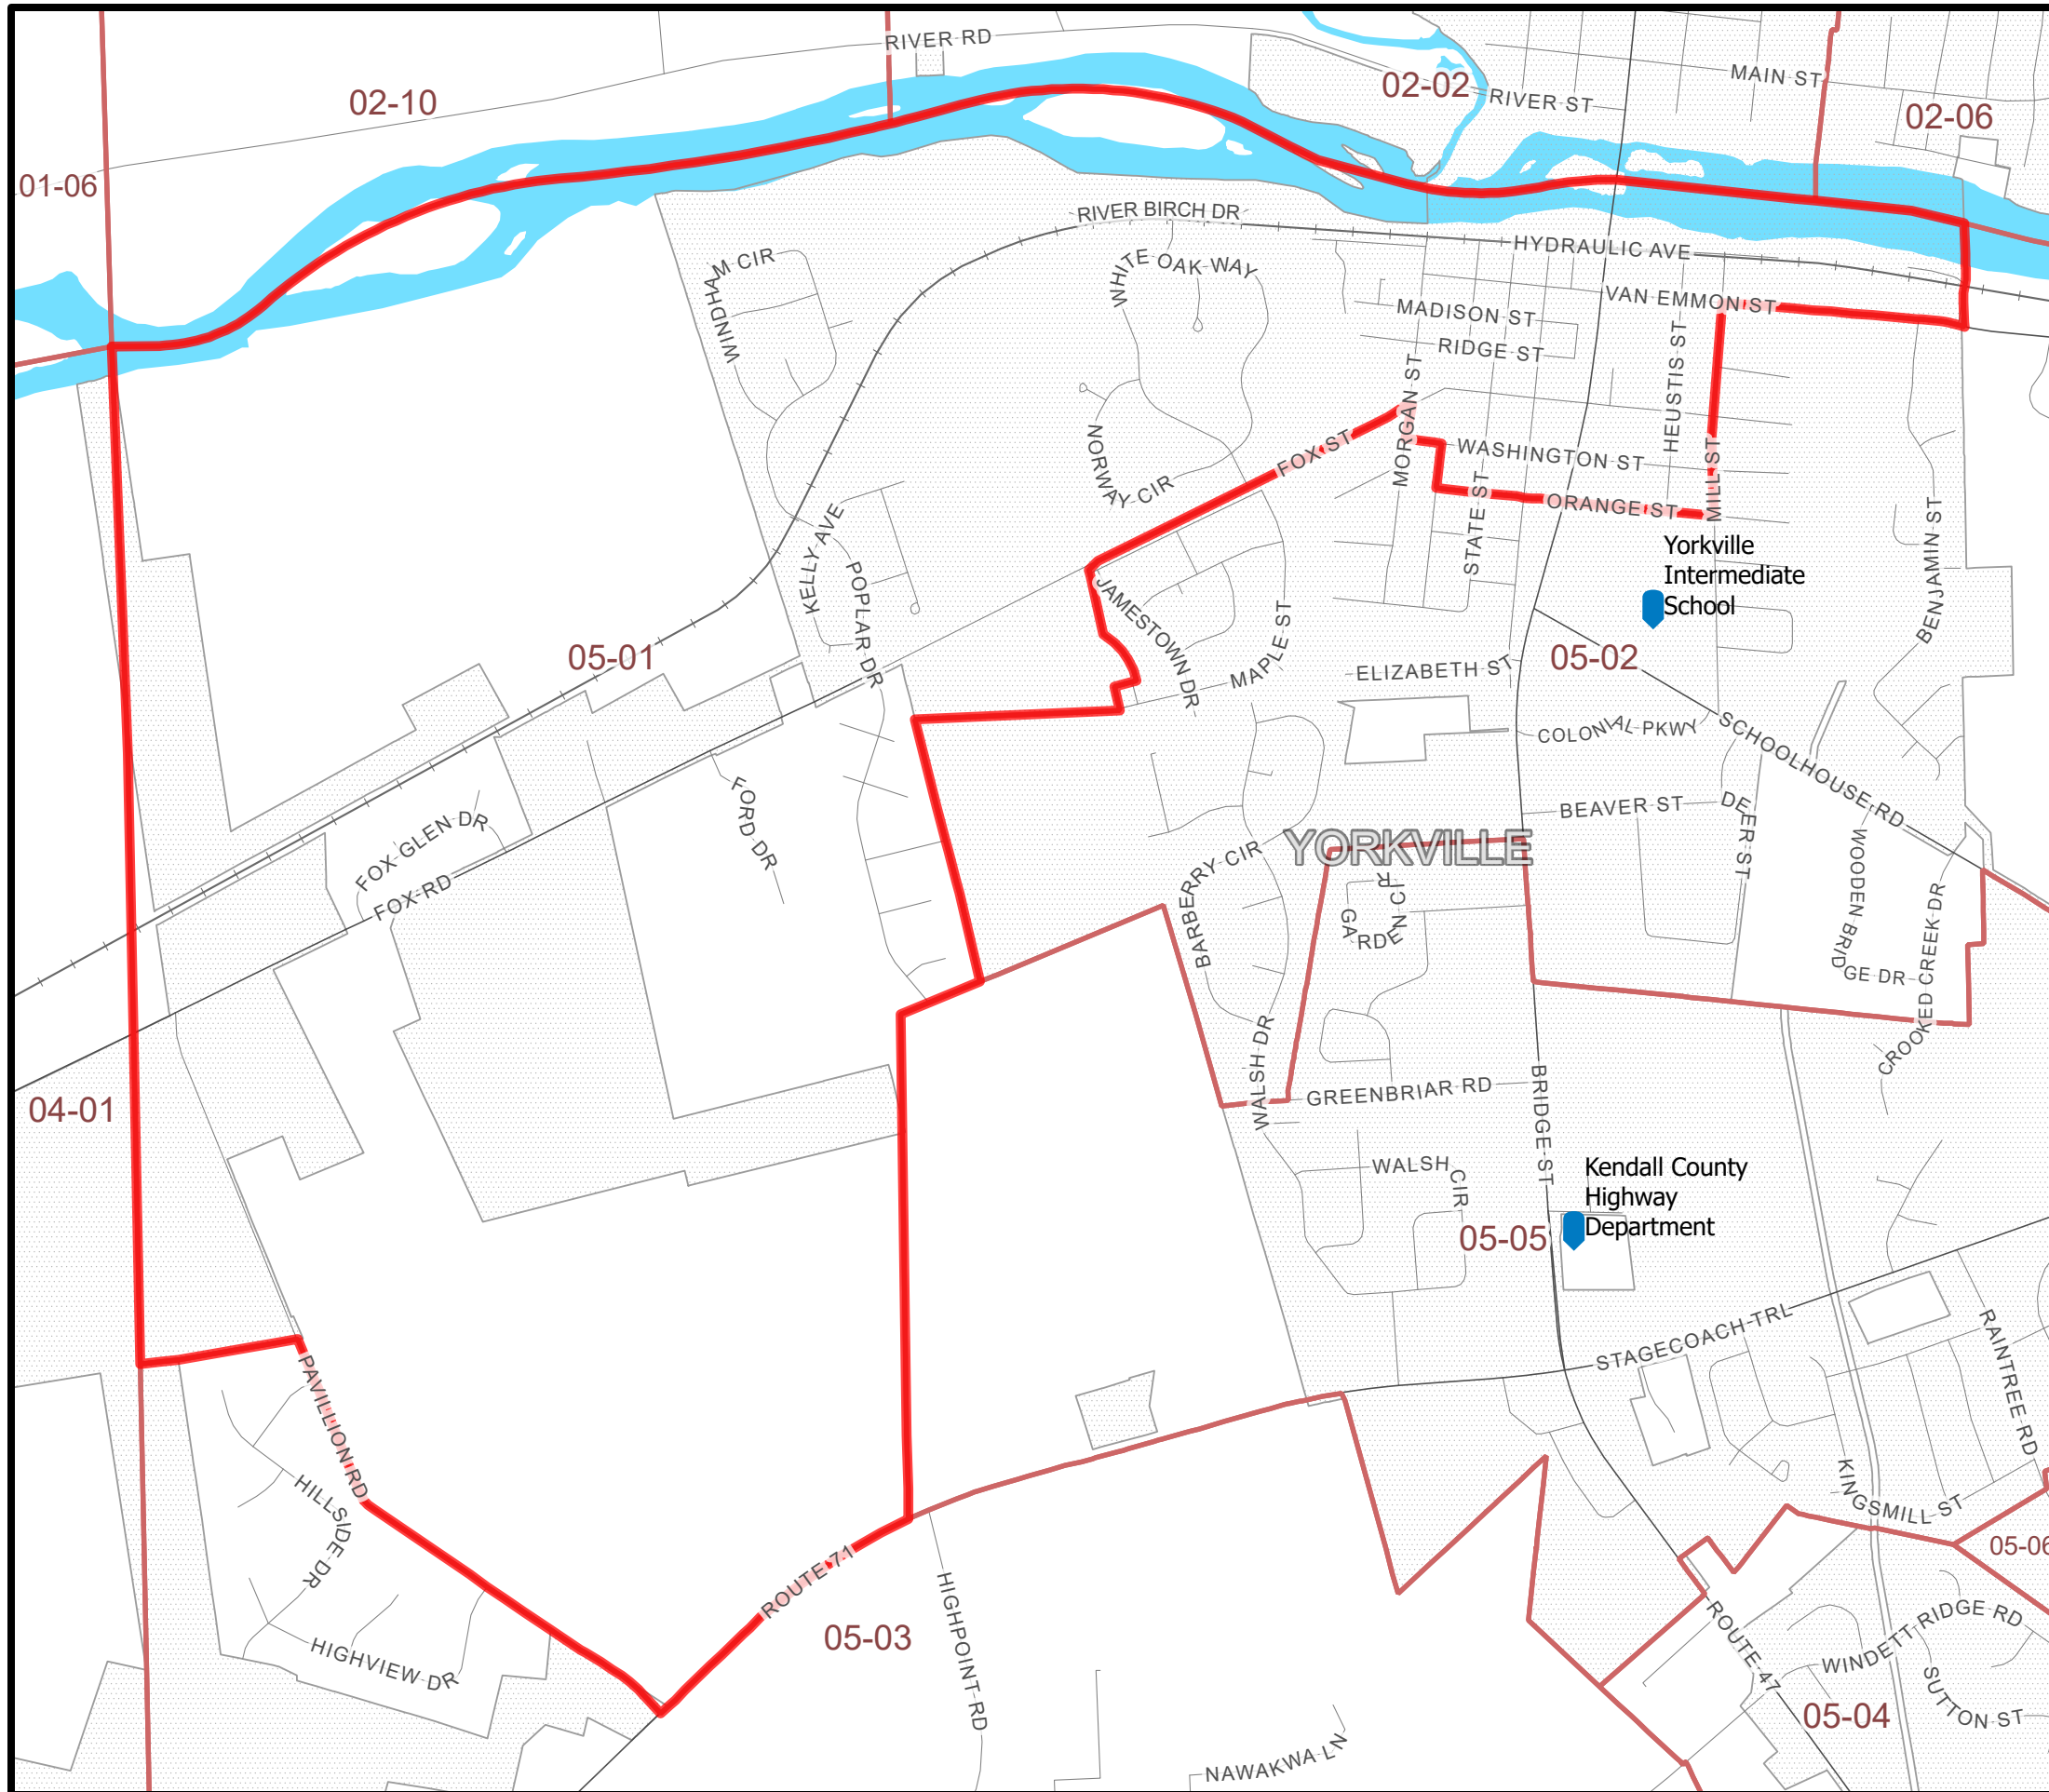 RIVER RD
02-10
02-02
MAIN ST
RIVER ST
02-06
01-06
RIVER BIRCH DR
HYDRAULIC AVE
WINDHAM CIR
WHITE OAK WAY
VAN EMMON ST
MADISON ST
RIDGE ST
HEUSTIS ST
MORGAN ST
FOX ST
WASHINGTON ST
NORWAY CIR
MILL ST
ORANGE ST
STATE ST
KELLY AVE
POPLAR DR
BENJAMIN ST
Yorkville
Intermediate
School
JAMESTOWN DR
MAPLE ST
05-01
05-02
ELIZABETH ST
COLONIAL PKWY
SCHOOLHOUSE RD
FORD DR
FOX GLEN DR
FOX RD
BEAVER ST
DEER ST
YORKVILLE
WOODEN BRIDGE DR
BARBERRY CIR
GARDEN CIR
CROOKED CREEK DR
WALSH DR
04-01
GREENBRIAR RD
BRIDGE ST
WALSH CIR
Kendall County
Highway
Department
05-05
STAGECOACH TRL
RAINTREE RD
PAVILLION RD
HILLSIDE DR
KINGSMILL ST
05-06
ROUTE 71
05-03
HIGHPOINT RD
HIGHVIEW DR
ROUTE 47
WINDETT RIDGE RD
SUTTON ST
05-04
NAWAKWA LN